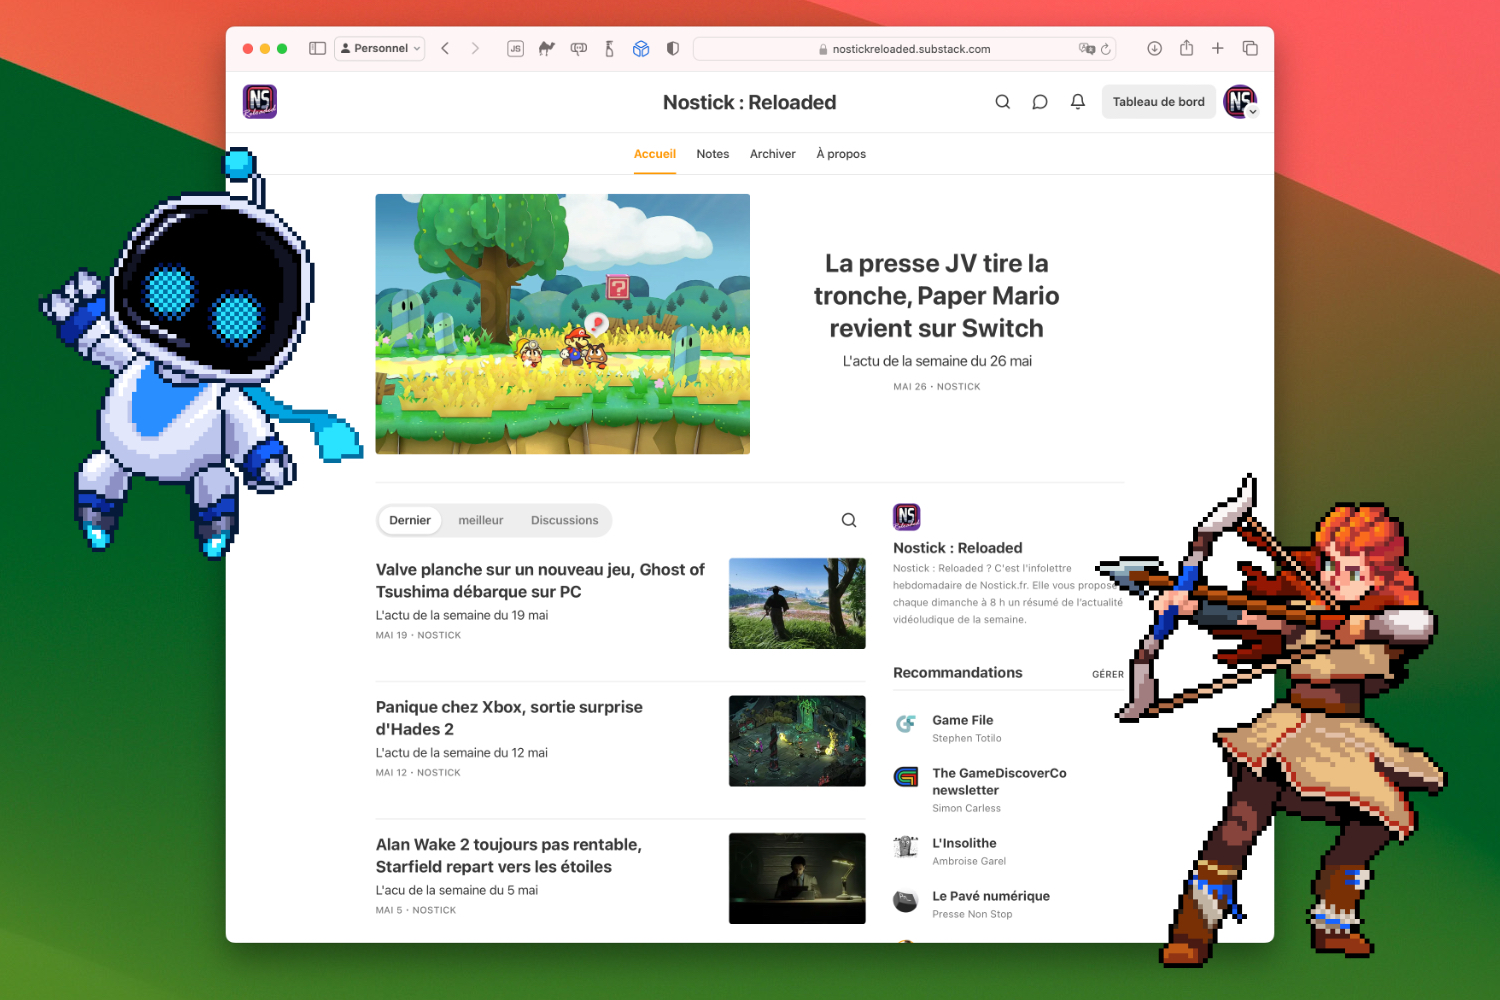 Personnel
JS
nostickreloaded.substack.com
NS
Reloaded
Nostick : Reloaded
Tableau de bord
NS
Accueil Notes Archiver À propos
?
La presse JV tire la
tronche, Paper Mario
revient sur Switch
L'actu de la semaine du 26 mai
MAI 26 · NOSTICK
Dernier meilleur Discussions
Valve planche sur un nouveau jeu, Ghost of
Tsushima débarque sur PC
L'actu de la semaine du 19 mai
MAI 19 · NOSTICK
Panique chez Xbox, sortie surprise
d'Hades 2
L'actu de la semaine du 12 mai
MAI 12 · NOSTICK
Alan Wake 2 toujours pas rentable,
Starfield repart vers les étoiles
L'acu de la semaine du 5 mai
MAI 5 · NOSTICK
NS
Reloaded
Nostick : Reloaded
Nostick : Reloaded ? C'est l'infolettre
hebdomadaire de Nostick.fr. Elle vous propose
chaque dimanche à 8 h un résumé de l'actualité
vidéoludique de la semaine.
Recommandations GÉRER
Game File
Stephen Totilo
The GameDiscoverCo
newsletter
Simon Carless
L'Insolithe
Ambroise Garel
Le Pavé numérique
Presse Non Stop